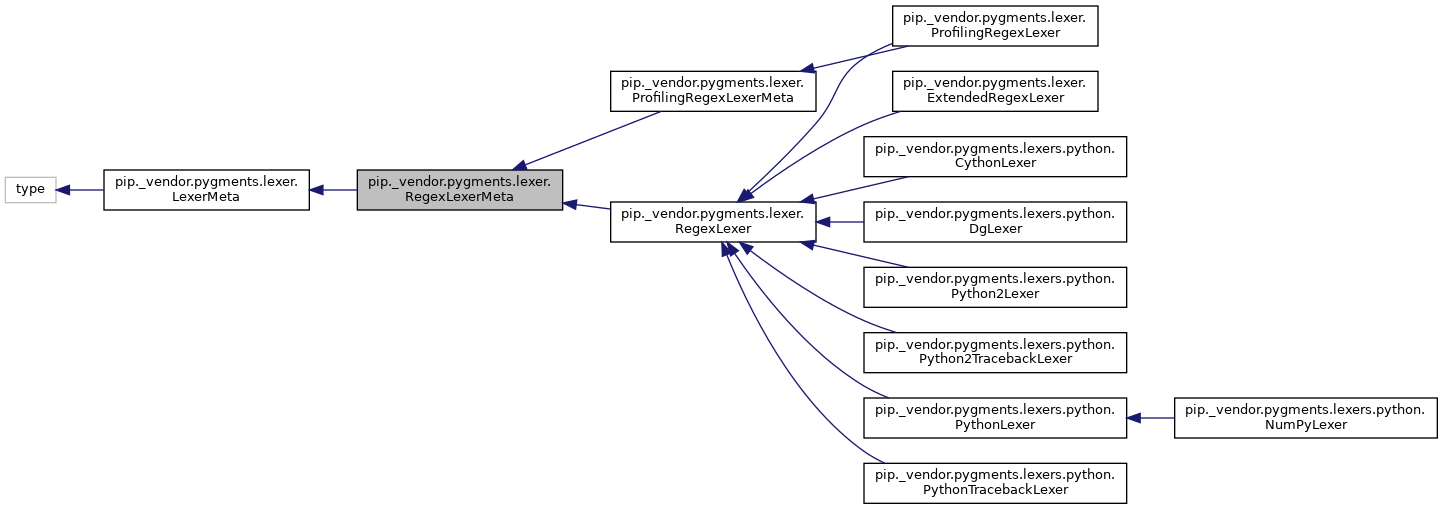 type
pip._vendor.pygments.lexer.
LexerMeta
pip._vendor.pygments.lexer.
RegexLexerMeta
pip._vendor.pygments.lexer.
ProfilingRegexLexerMeta
pip._vendor.pygments.lexer.
RegexLexer
pip._vendor.pygments.lexer.
ProfilingRegexLexer
pip._vendor.pygments.lexer.
ExtendedRegexLexer
pip._vendor.pygments.lexers.python.
CythonLexer
pip._vendor.pygments.lexers.python.
DgLexer
pip._vendor.pygments.lexers.python.
Python2Lexer
pip._vendor.pygments.lexers.python.
Python2TracebackLexer
pip._vendor.pygments.lexers.python.
PythonLexer
pip._vendor.pygments.lexers.python.
PythonTracebackLexer
pip._vendor.pygments.lexers.python.
NumPyLexer